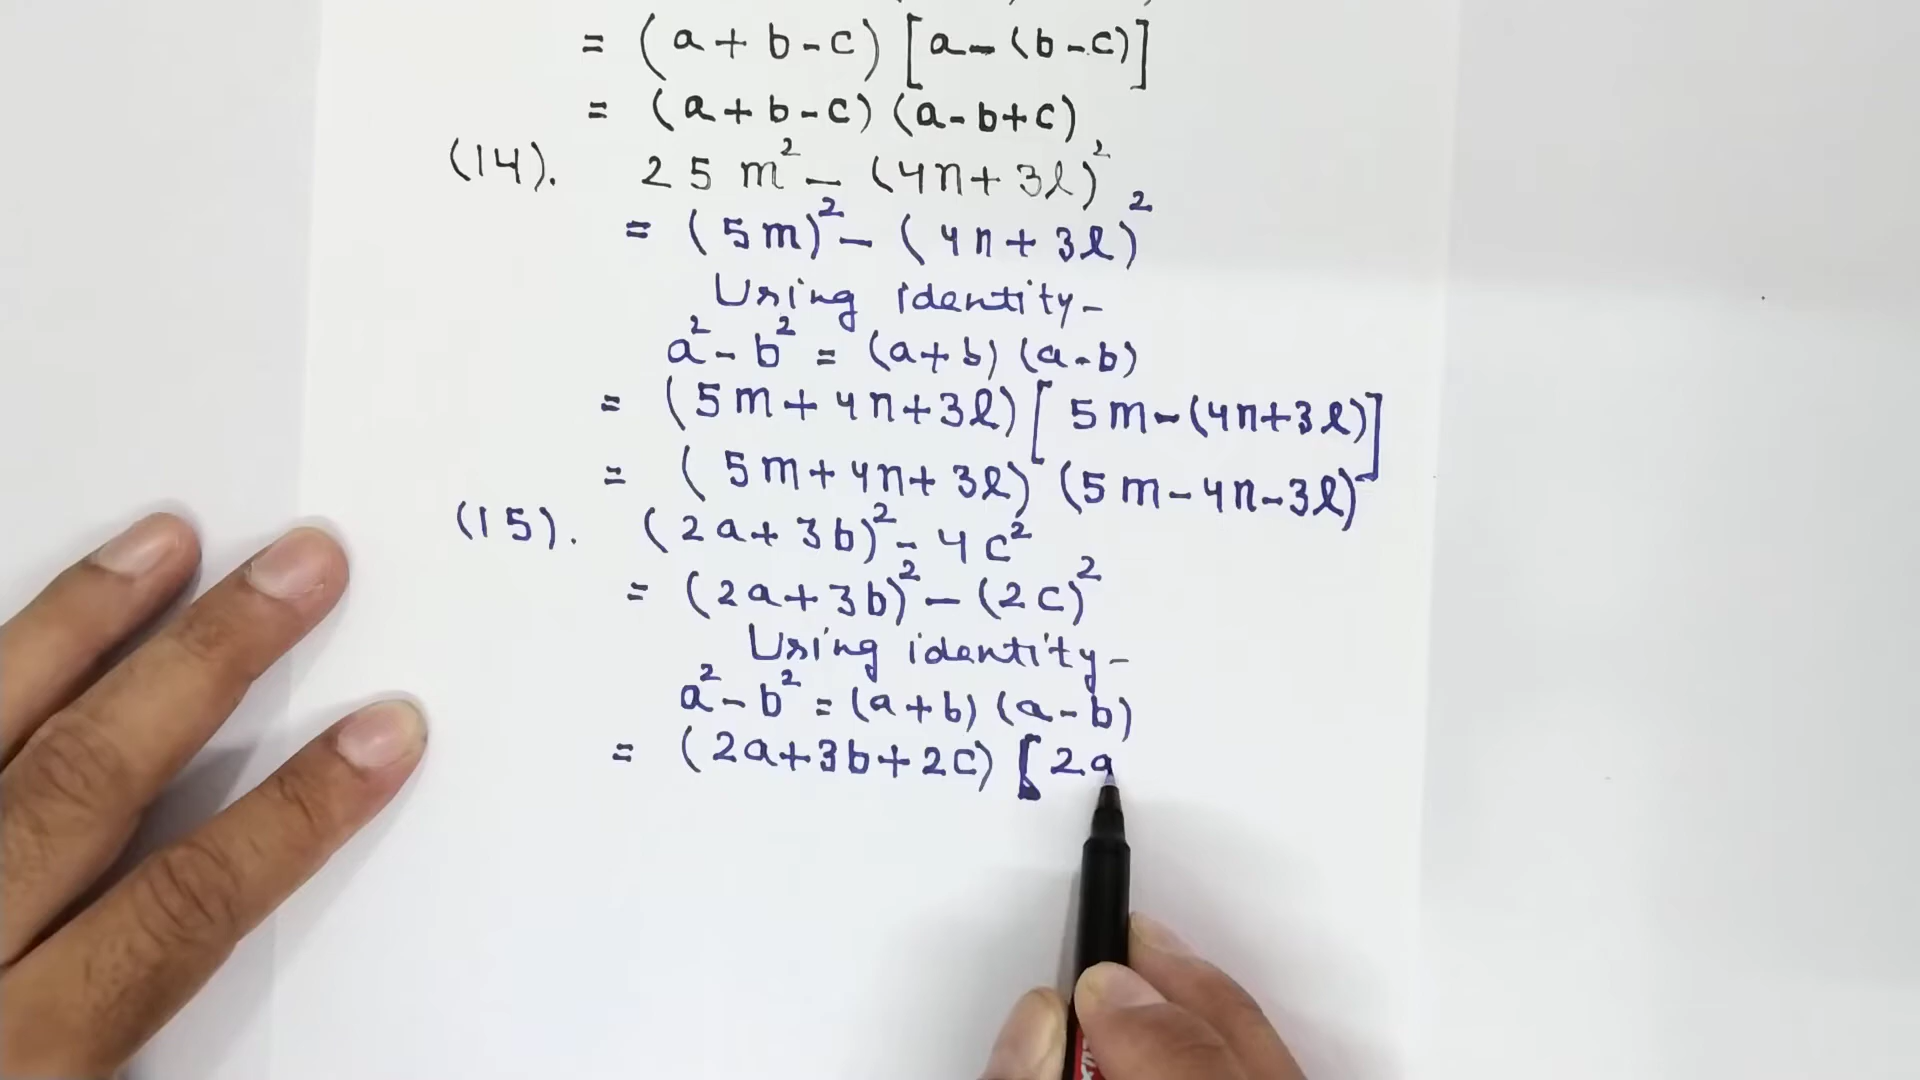 = (a + b - c) [a - (b - c)]
= (a + b - c) (a - b + c)
(14). 25 m² - (4n + 3l)²
= (5m)² - (4n + 3l)²
Using identity -
a² - b² = (a + b) (a - b)
= (5m + 4n + 3l) [5m - (4n + 3l)]
= (5m + 4n + 3l) (5m - 4n - 3l)
(15). (2a + 3b)² - 4c²
= (2a + 3b)² - (2c)²
Using identity -
a² - b² = (a + b) (a - b)
= (2a + 3b + 2c) [2a